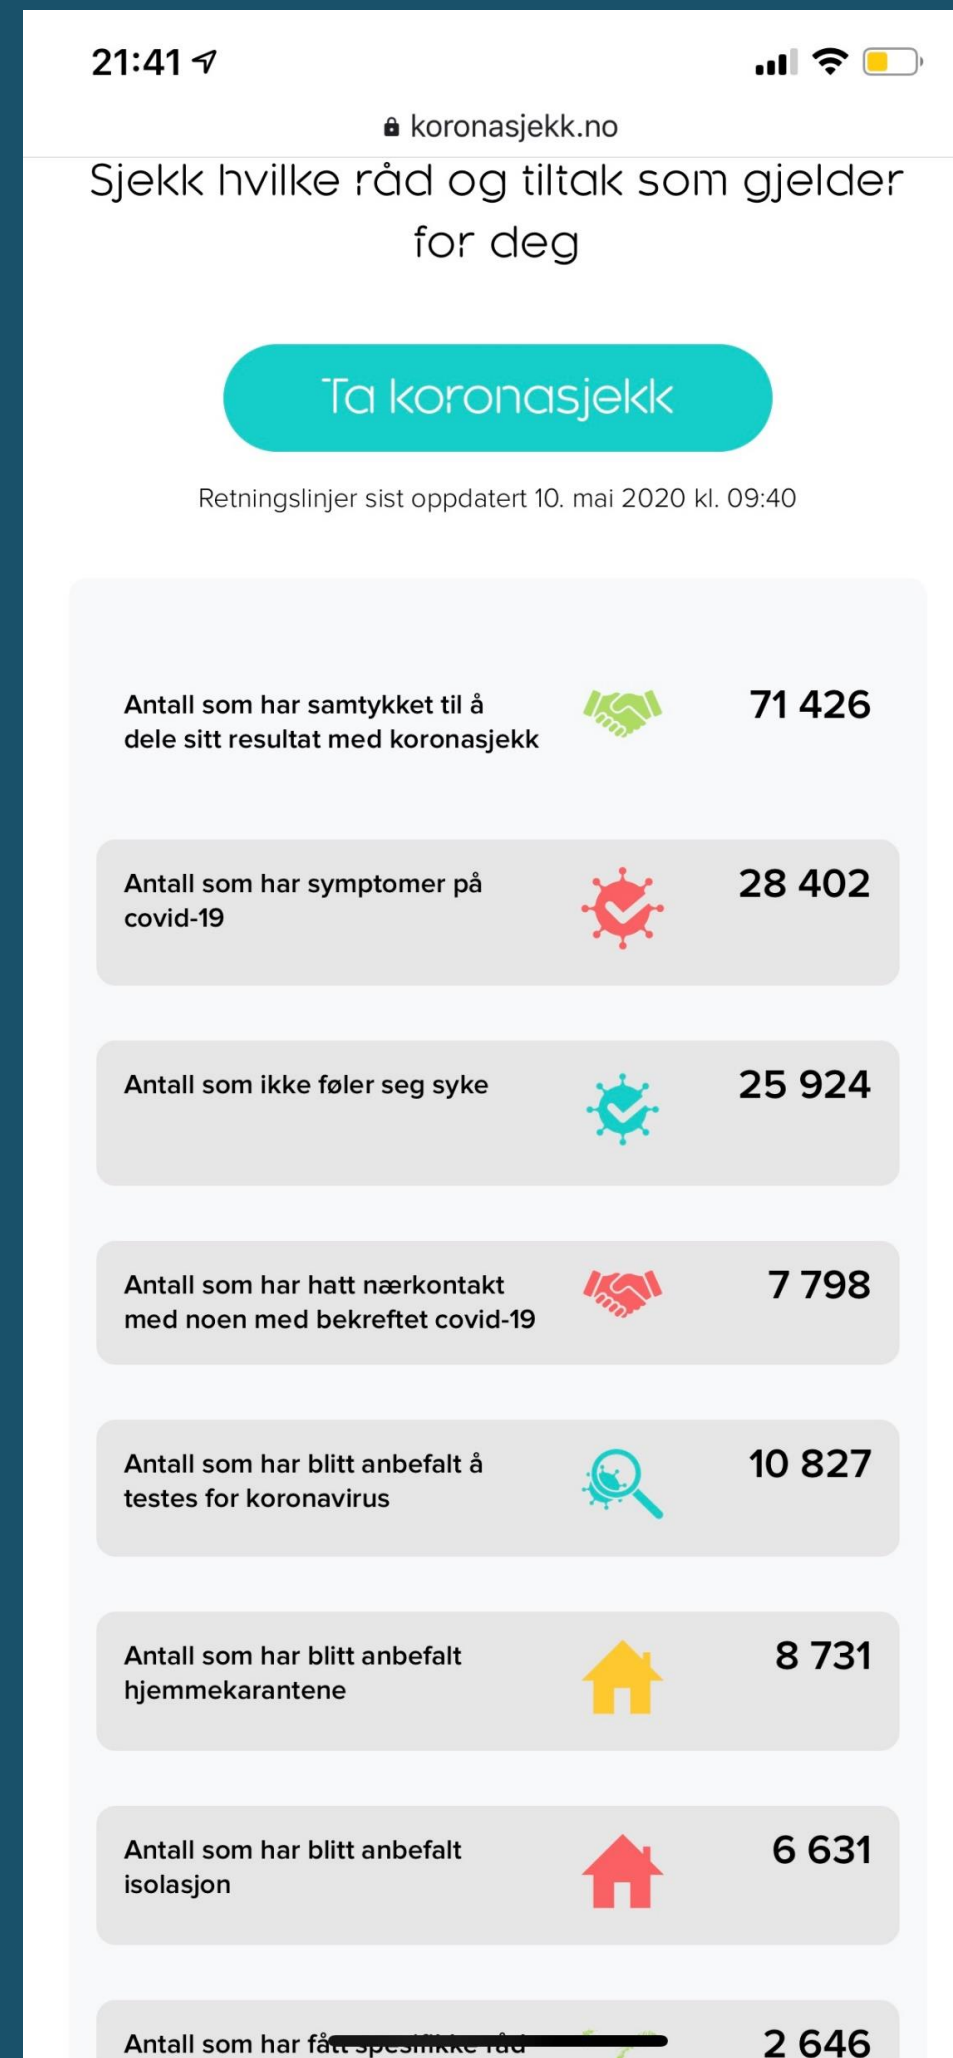 21:41
koronasjekk.no
Sjekk hvilke råd og tiltak som gjelder
for deg
Ta koronasjekk
Retningslinjer sist oppdatert 10. mai 2020 kl. 09:40
Antall som har samtykket til å
dele sitt resultat med koronasjekk
71 426
Antall som har symptomer på
covid-19
28 402
Antall som ikke føler seg syke
25 924
Antall som har hatt nærkontakt
med noen med bekreftet covid-19
7 798
Antall som har blitt anbefalt å
testes for koronavirus
10 827
Antall som har blitt anbefalt
hjemmekarantene
8 731
Antall som har blitt anbefalt
isolasjon
6 631
Antall som har fått spesifikke råd
2 646